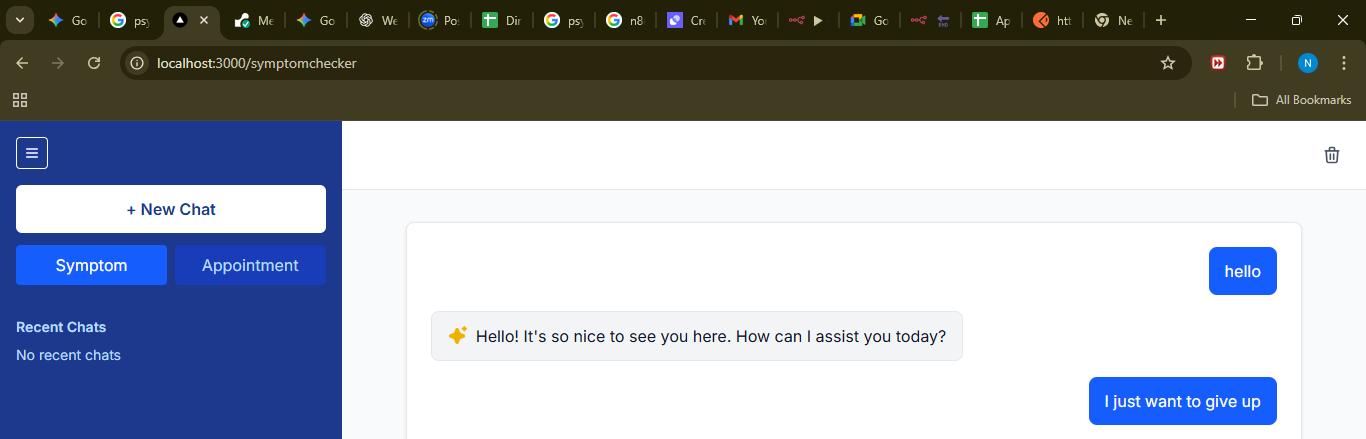 Go
psy
Me
Go
We
zm Po
Dir
psy
n8
Cre
You
Go
END
Ap
htt
Ne
localhost:3000/symptomchecker
N
All Bookmarks
+ New Chat
Symptom
Appointment
Recent Chats
No recent chats
hello
Hello! It's so nice to see you here. How can I assist you today?
I just want to give up